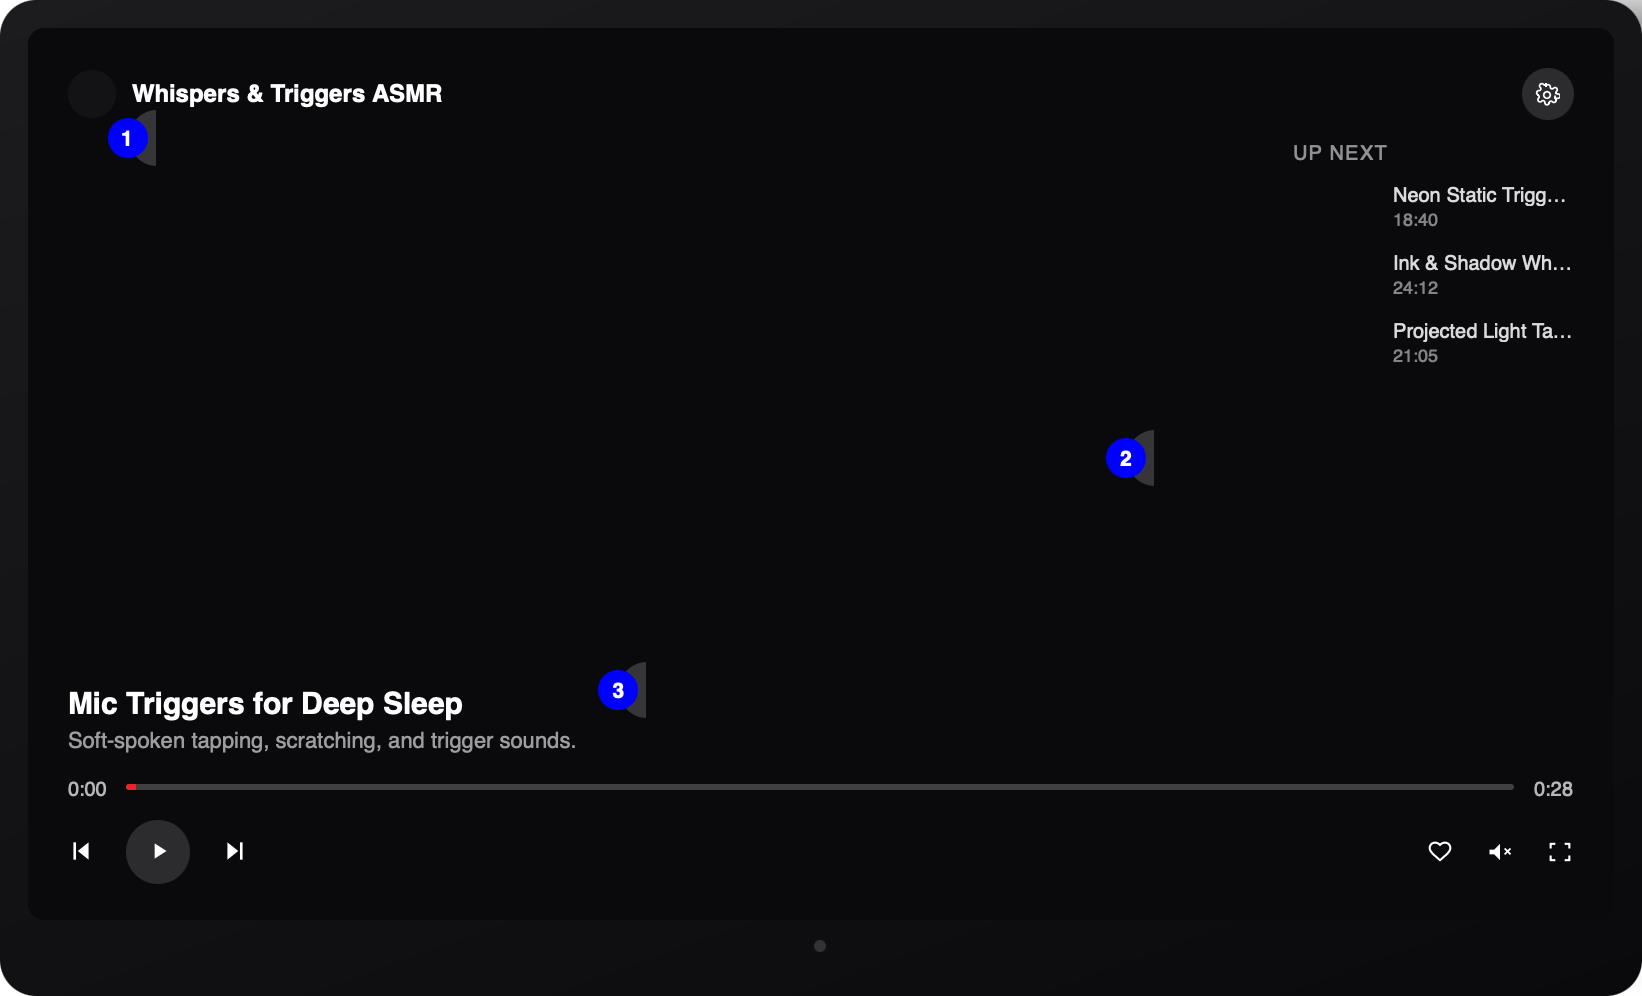 Whispers & Triggers ASMR
1
UP NEXT
Neon Static Trigg…
18:40
Ink & Shadow Wh…
24:12
Projected Light Ta…
21:05
2
3
Mic Triggers for Deep Sleep
Soft-spoken tapping, scratching, and trigger sounds.
0:00
0:28